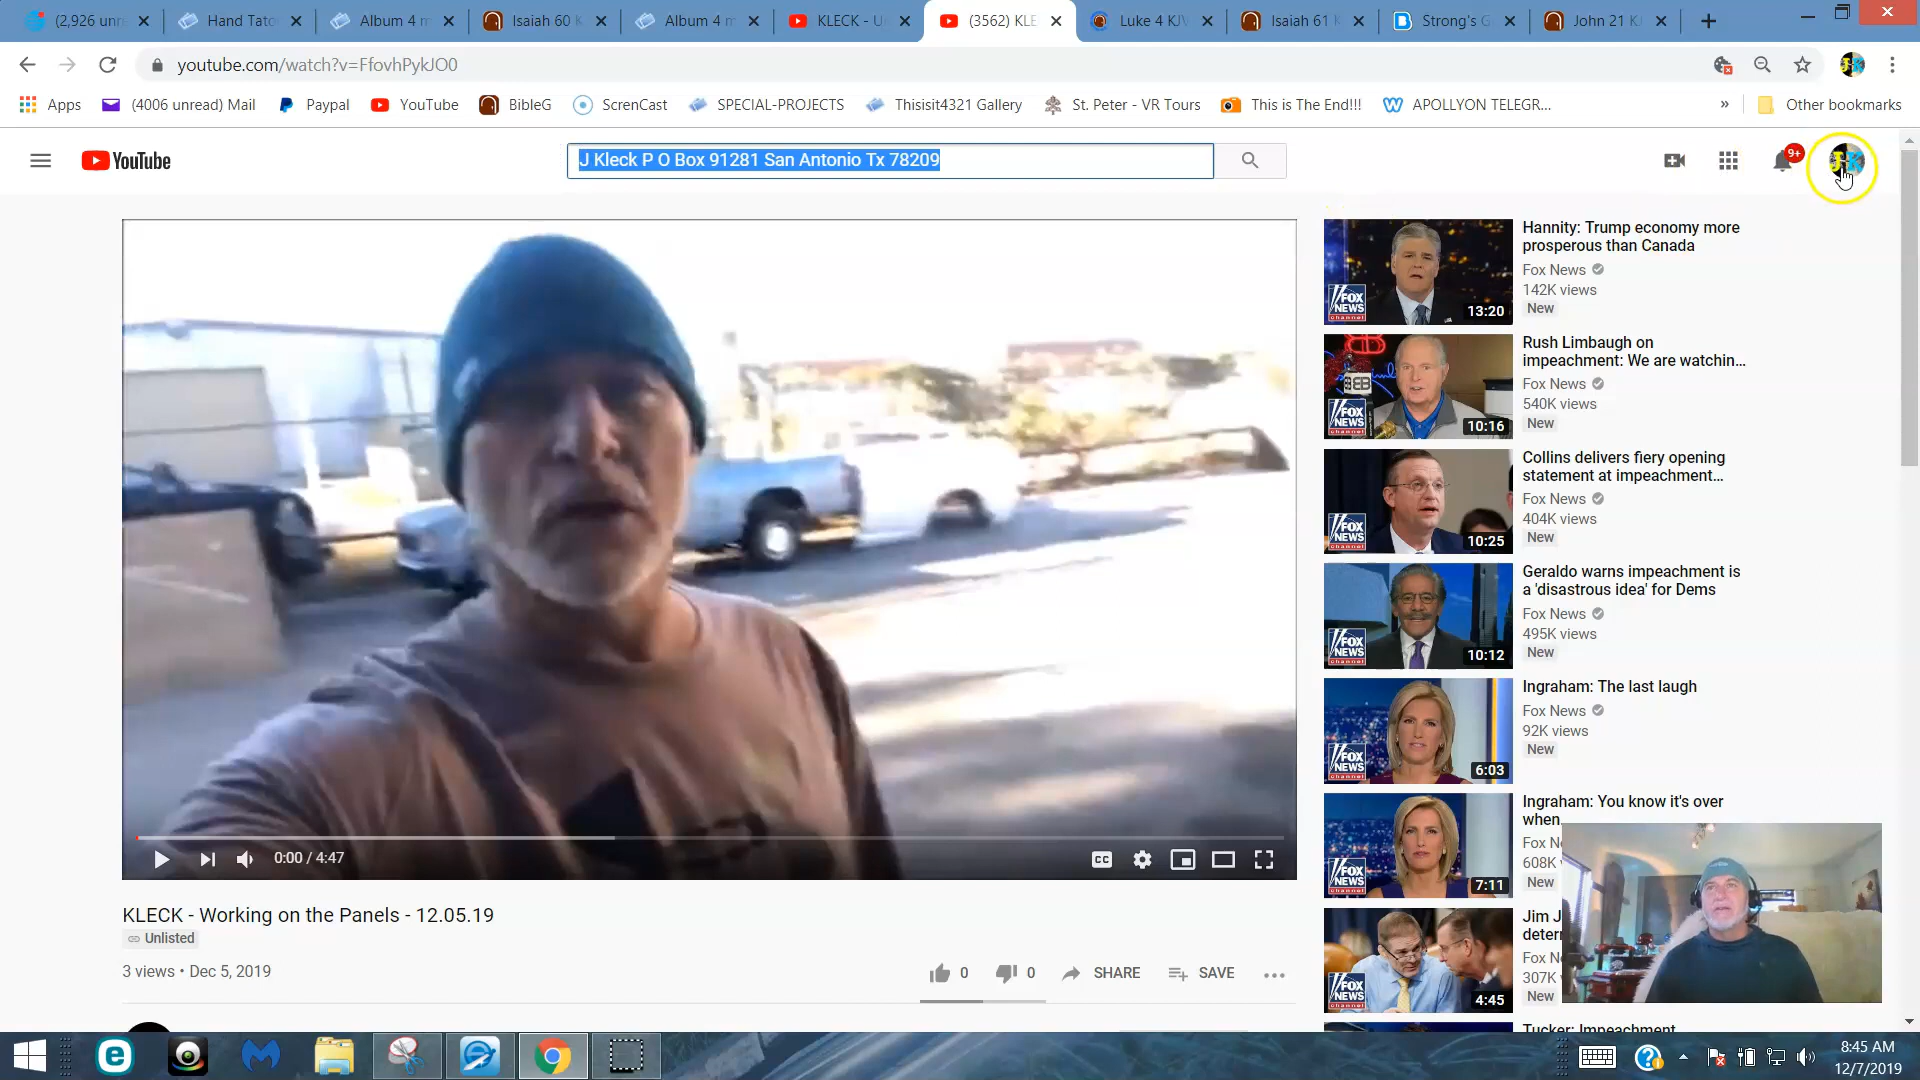 (2,926 unr
Hand Tato
Album 4 m
Isaiah 60 K
Album 4 m
KLECK - U
(3562) KLE
Luke 4 KJV
Isaiah 61 K
Strong's G
John 21 KJ
youtube.com/watch?v=FfovhPykJO0
Apps
(4006 unread) Mail
Paypal
YouTube
BibleG
ScrenCast
SPECIAL-PROJECTS
Thisisit4321 Gallery
St. Peter - VR Tours
This is The End!!!
APOLLYON TELEGR...
»
Other bookmarks
YouTube
J Kleck P O Box 91281 San Antonio Tx 78209
9+
Hannity: Trump economy more
prosperous than Canada
Fox News
142K views
New
13:20
Rush Limbaugh on
impeachment: We are watchin...
Fox News
540K views
New
10:16
Collins delivers fiery opening
statement at impeachment...
Fox News
404K views
New
10:25
Geraldo warns impeachment is
a 'disastrous idea' for Dems
Fox News
495K views
New
10:12
Ingraham: The last laugh
Fox News
92K views
New
6:03
Ingraham: You know it's over
when
Fox N
608K
New
7:11
Jim J
deter
Fox N
307K
New
4:45
Tucker: Impeachment
0:00 / 4:47
CC
KLECK - Working on the Panels - 12.05.19
Unlisted
3 views • Dec 5, 2019
0
0
SHARE
SAVE
8:45 AM
12/7/2019